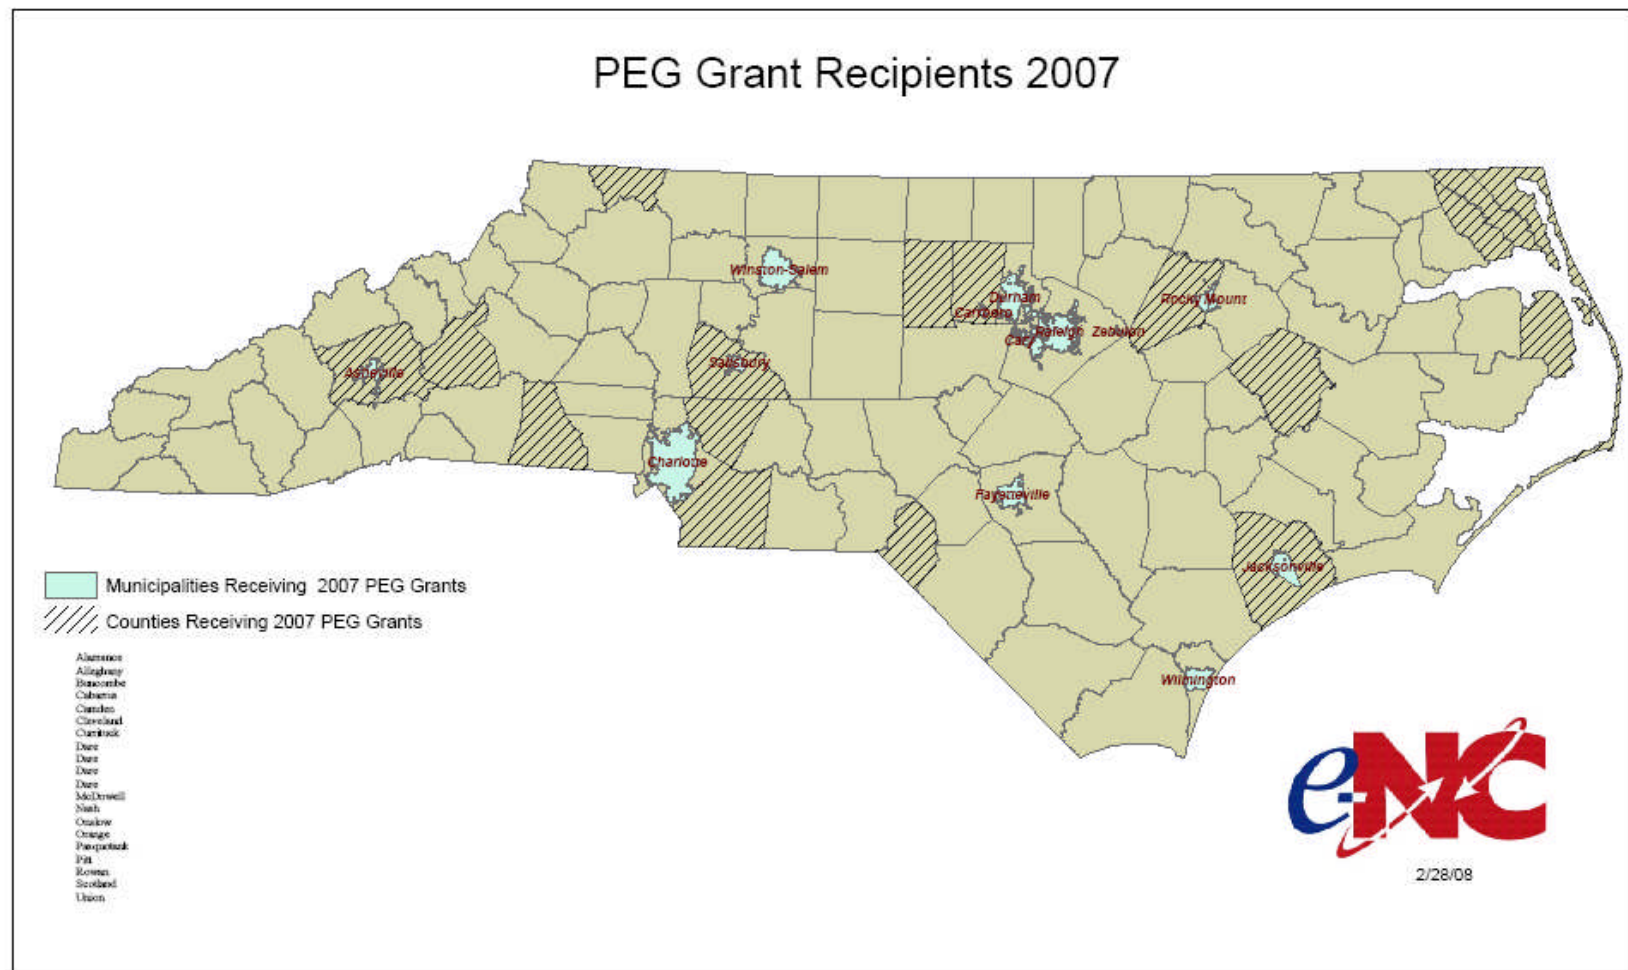 PEG Grant Recipients 2007
Winston-Salem
Durham
Carrboro
Rocky Mount
Raleigh Zebulon
Cary
Salisbury
Asheville
Charlotte
Fayetteville
Jacksonville
Wilmington
Municipalities Receiving 2007 PEG Grants
Counties Receiving 2007 PEG Grants
Alamance
Alleghany
Buncombe
Cabarrus
Camden
Cleveland
Currituck
Dare
Dare
Dare
Dare
McDowell
Nash
Onslow
Orange
Pasquotank
Pitt
Rowan
Scotland
Union
e-NC
2/28/08